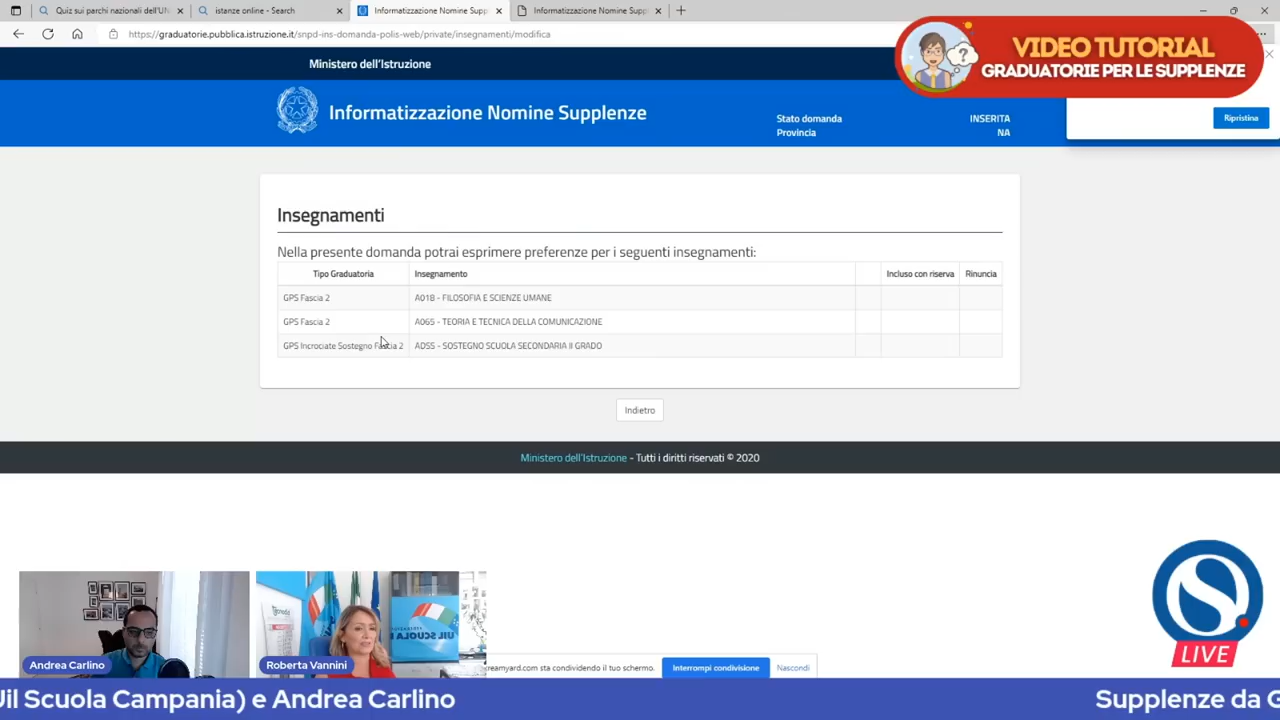 Quiz sui parchi nazionali dell'UN
istanze online - Search
Informatizzazione Nomine Supp
Informatizzazione Nomine Suppl
https://graduatorie.pubblica.istruzione.it/snpd-ins-domanda-polis-web/private/insegnamenti/modifica
VIDEO TUTORIAL
GRADUATORIE PER LE SUPPLENZE
Ministero dell'Istruzione
Informatizzazione Nomine Supplenze
Stato domanda INSERITA
Provincia NA
Ripristina
Insegnamenti
Nella presente domanda potrai esprimere preferenze per i seguenti insegnamenti:
Tipo Graduatoria Insegnamento Incluso con riserva Rinuncia
GPS Fascia 2 A018 - FILOSOFIA E SCIENZE UMANE
GPS Fascia 2 A065 - TEORIA E TECNICA DELLA COMUNICAZIONE
GPS Incrociate Sostegno Fascia 2 ADSS - SOSTEGNO SCUOLA SECONDARIA II GRADO
Indietro
Ministero dell'Istruzione - Tutti i diritti riservati © 2020
Andrea Carlino
Roberta Vannini
reamyard.com sta condividendo il tuo schermo. Interrompi condivisione Nascondi
S
LIVE
Uil Scuola Campania) e Andrea Carlino
Supplenze da G